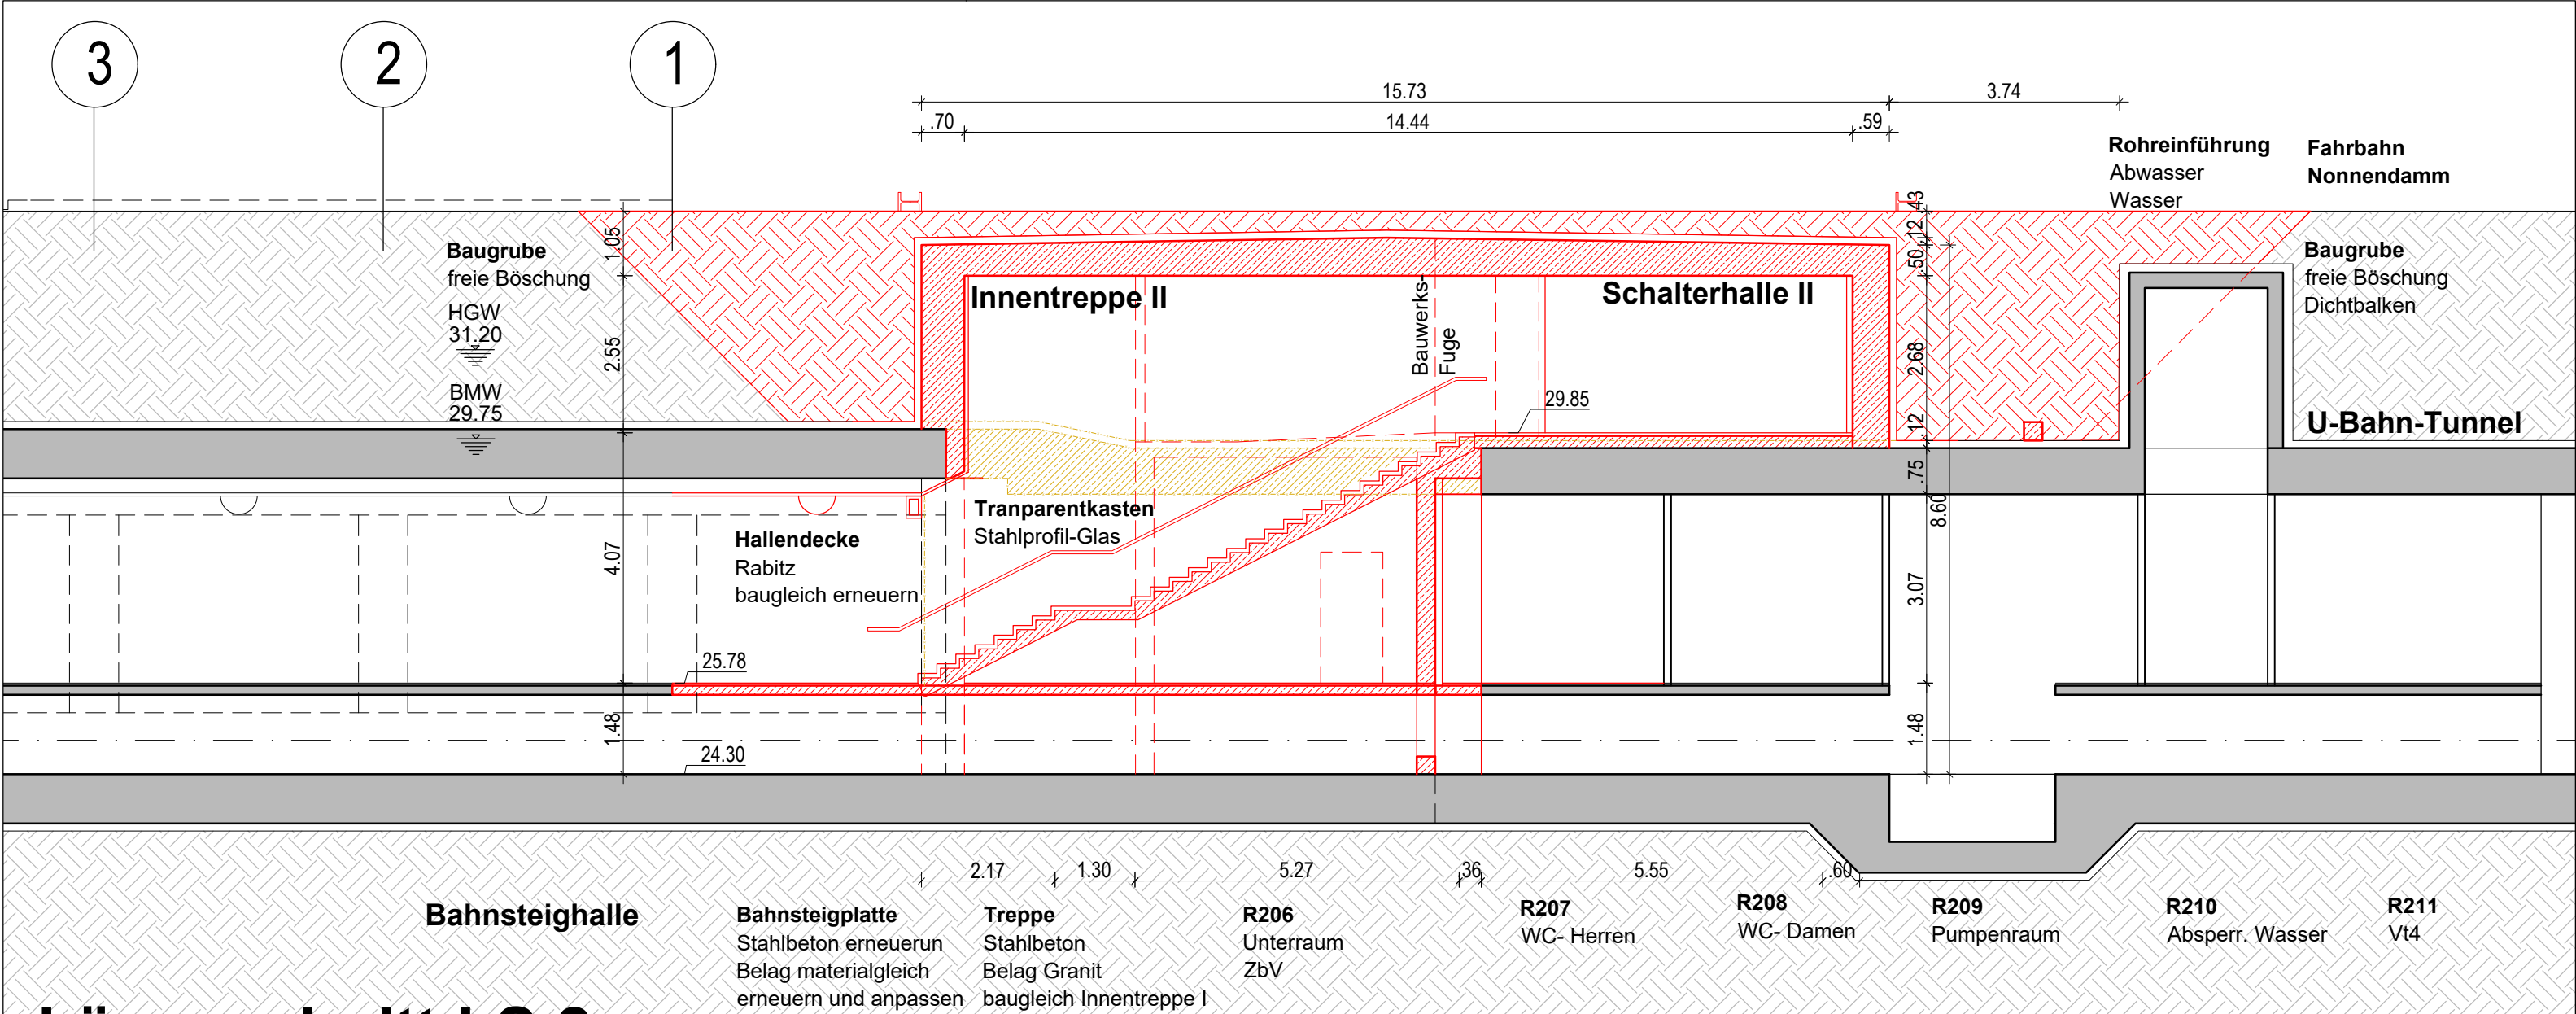 3
2
1
15.73
3.74
.70
14.44
.59
Rohreinführung
Abwasser
Wasser
Fahrbahn
Nonnendamm
.43
.12
.50
2.68
.12
.75
8.60
3.07
1.48
1.05
2.55
4.07
1.48
Baugrube
freie Böschung
HGW
31.20
BMW
29.75
Innentreppe II
Bauwerks-
Fuge
Schalterhalle II
29.85
Baugrube
freie Böschung
Dichtbalken
U-Bahn-Tunnel
Tranparentkasten
Stahlprofil-Glas
Hallendecke
Rabitz
baugleich erneuern
25.78
24.30
2.17
1.30
5.27
.36
5.55
.60
Bahnsteighalle
Bahnsteigplatte
Stahlbeton erneuerun
Belag materialgleich
erneuern und anpassen
Treppe
Stahlbeton
Belag Granit
baugleich Innentreppe I
R206
Unterraum
ZbV
R207
WC- Herren
R208
WC- Damen
R209
Pumpenraum
R210
Absperr. Wasser
R211
Vt4